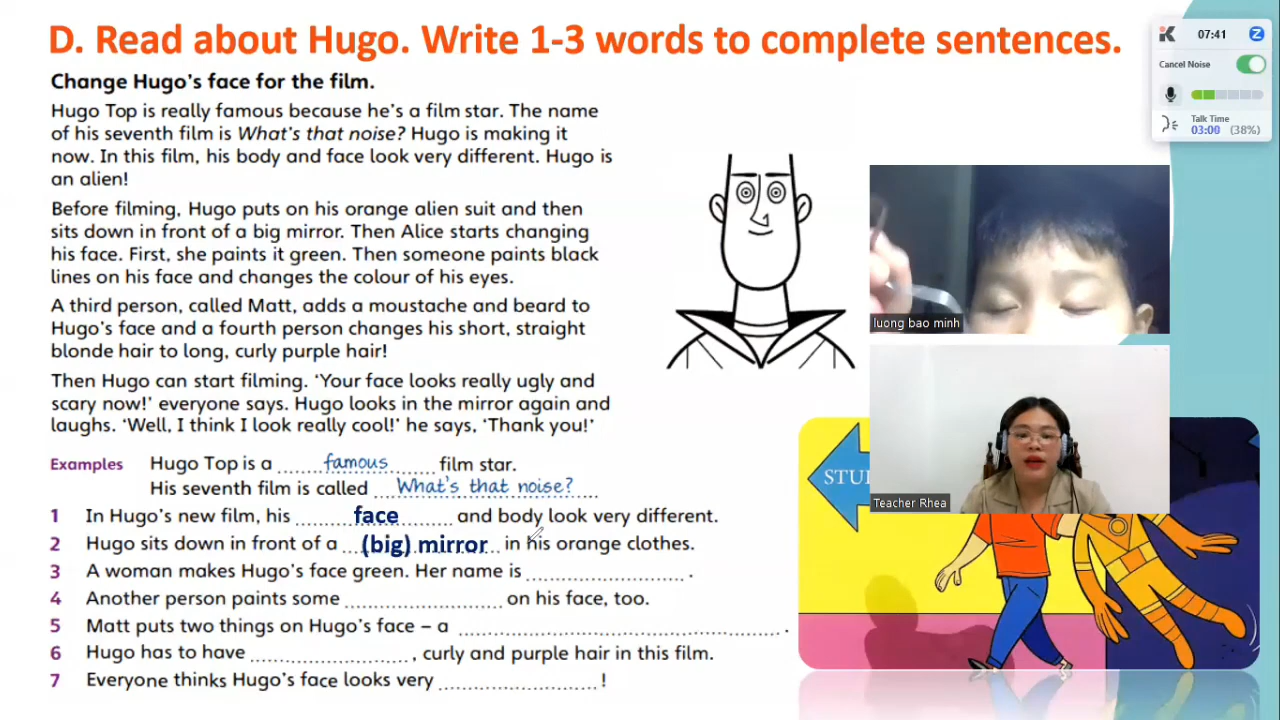 D. Read about Hugo. Write 1-3 words to complete sentences.
Change Hugo's face for the film.
Hugo Top is really famous because he's a film star. The name
of his seventh film is What's that noise? Hugo is making it
now. In this film, his body and face look very different. Hugo is
an alien!
Before filming, Hugo puts on his orange alien suit and then
sits down in front of a big mirror. Then Alice starts changing
his face. First, she paints it green. Then someone paints black
lines on his face and changes the colour of his eyes.
A third person, called Matt, adds a moustache and beard to
Hugo's face and a fourth person changes his short, straight
blonde hair to long, curly purple hair!
Then Hugo can start filming. 'Your face looks really ugly and
scary now!' everyone says. Hugo looks in the mirror again and
laughs. 'Well, I think I look really cool!' he says, 'Thank you!'
Examples Hugo Top is a famous film star.
His seventh film is called What's that noise?
1 In Hugo's new film, his face and body look very different.
2 Hugo sits down in front of a (big) mirror in his orange clothes.
3 A woman makes Hugo's face green. Her name is .
4 Another person paints some on his face, too.
5 Matt puts two things on Hugo's face – a .
6 Hugo has to have , curly and purple hair in this film.
7 Everyone thinks Hugo's face looks very !
07:41
Cancel Noise
Talk Time
03:00 (38%)
luong bao minh
Teacher Rhea
STU